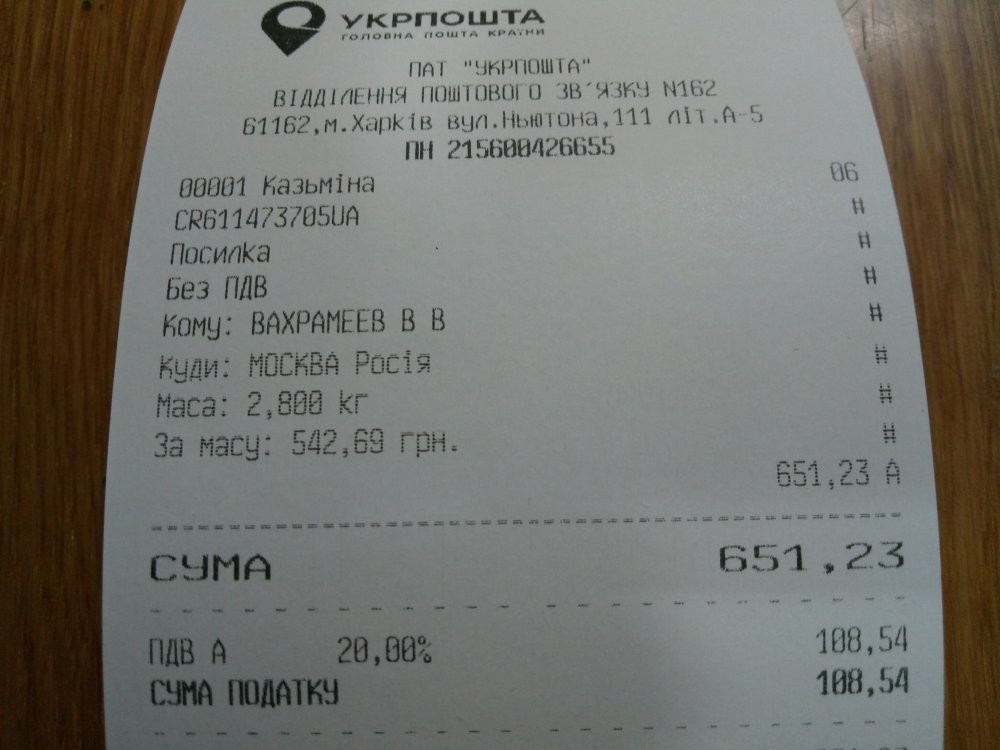 УКРПОШТА
ГОЛОВНА ПОШТА КРАЇНИ
ПАТ "УКРПОШТА"
ВІДДІЛЕННЯ ПОШТОВОГО ЗВ´ЯЗКУ N162
61162,м.Харків вул.Ньютона,111 літ.А-5
ПН 215600426655
00001 Казьміна 06
CR611473705UA #
Посилка #
Без ПДВ #
Кому: ВАХРАМЕЕВ В В #
Куди: МОСКВА Росія #
Маса: 2,800 кг #
За масу: 542,69 грн. #
651,23 А
СУМА 651,23
ПДВ А 20,00% 108,54
СУМА ПОДАТКУ 108,54